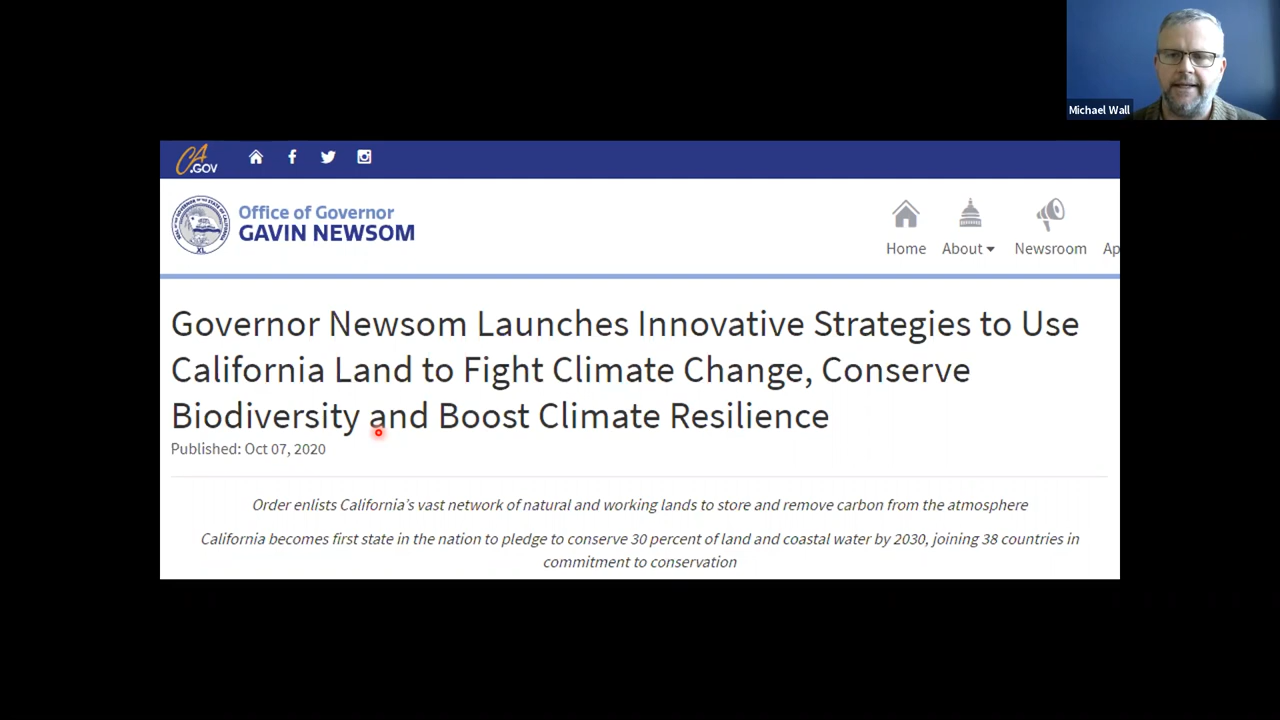 Michael Wall
CA.GOV
Office of Governor
GAVIN NEWSOM
XL
Home
About
Newsroom
Ap
Governor Newsom Launches Innovative Strategies to Use
California Land to Fight Climate Change, Conserve
Biodiversity and Boost Climate Resilience
Published: Oct 07, 2020
Order enlists California’s vast network of natural and working lands to store and remove carbon from the atmosphere
California becomes first state in the nation to pledge to conserve 30 percent of land and coastal water by 2030, joining 38 countries in
commitment to conservation